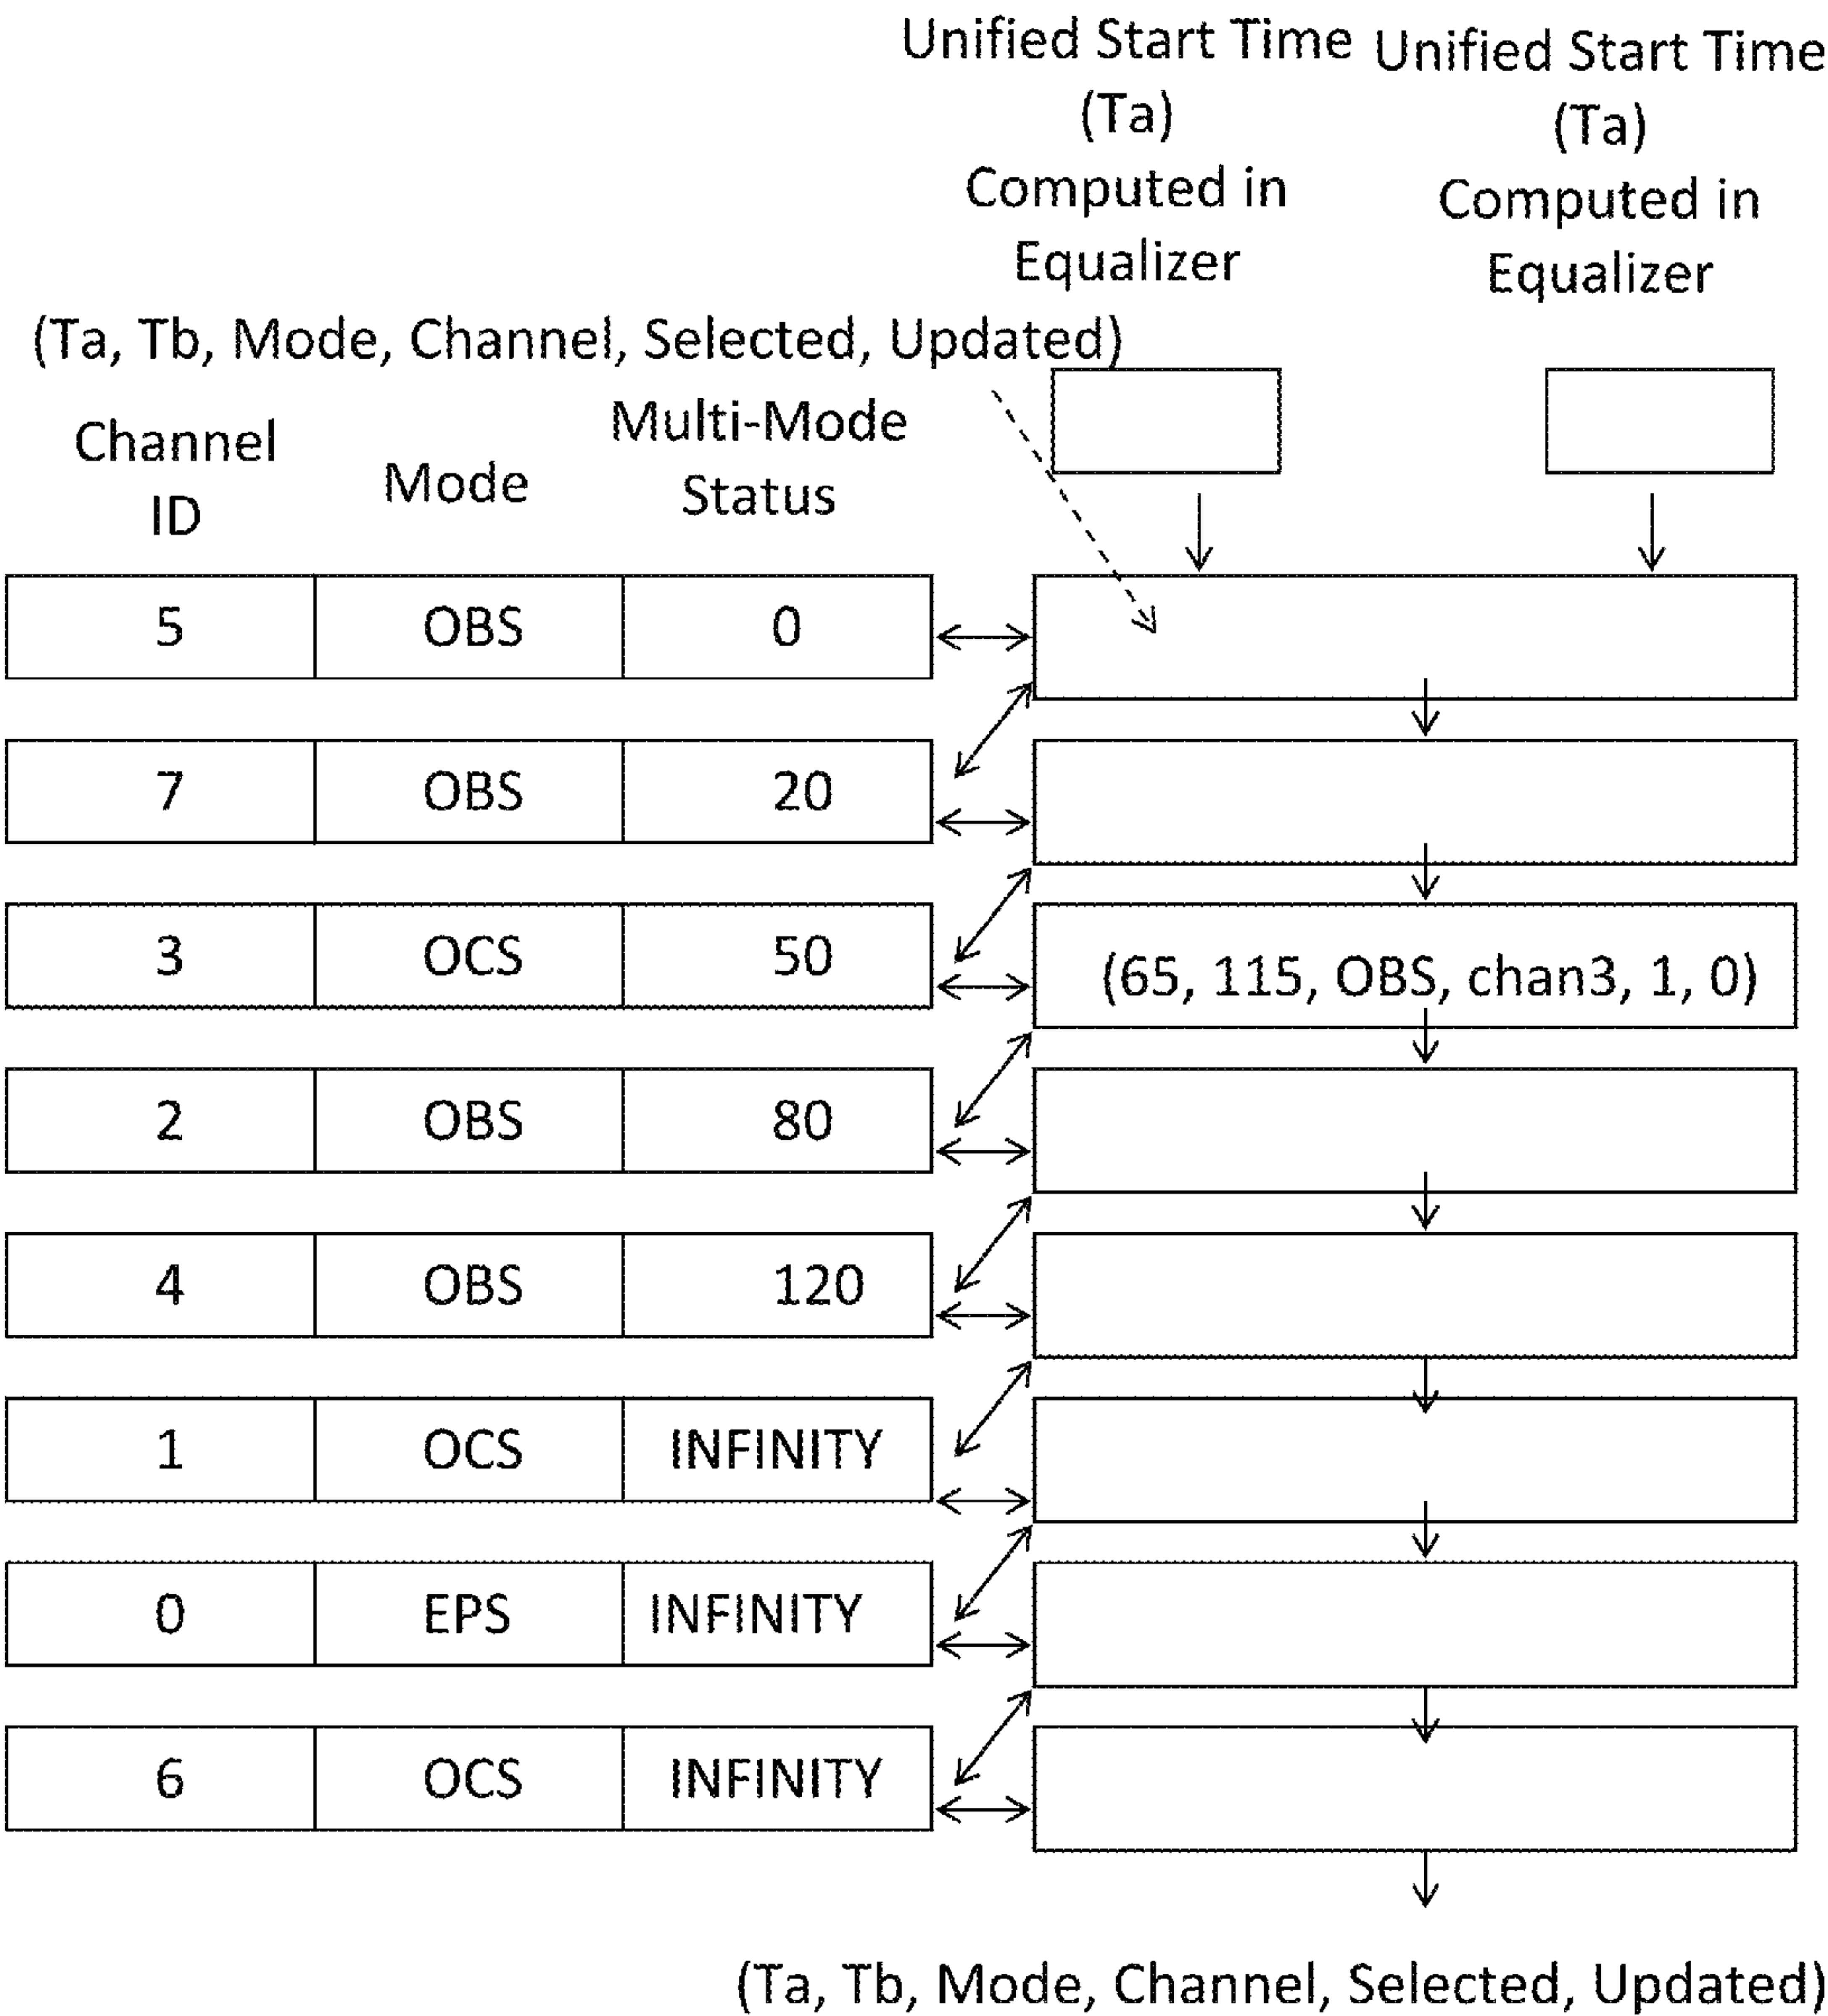 Unified Start Time
(Ta)
Computed in
Equalizer
Unified Start Time
(Ta)
Computed in
Equalizer
(Ta, Tb, Mode, Channel, Selected, Updated)
Channel
ID
Mode
Multi-Mode
Status
5 OBS 0
7 OBS 20
3 OCS 50
(65, 115, OBS, chan3, 1, 0)
2 OBS 80
4 OBS 120
1 OCS INFINITY
0 EPS INFINITY
6 OCS INFINITY
(Ta, Tb, Mode, Channel, Selected, Updated)